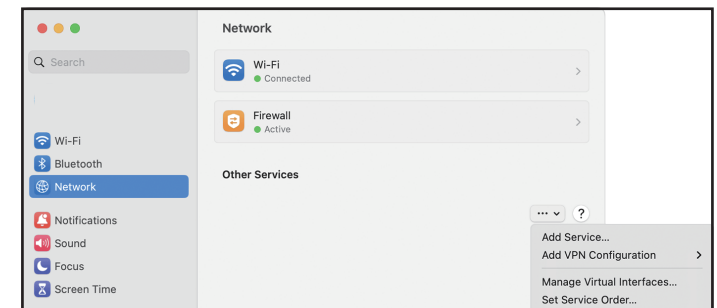 Network
Search
Wi-Fi
Connected
Firewall
Active
Wi-Fi
Bluetooth
Network
Other Services
Notifications
Sound
Focus
Screen Time
... ?
Add Service...
Add VPN Configuration
Manage Virtual Interfaces...
Set Service Order...